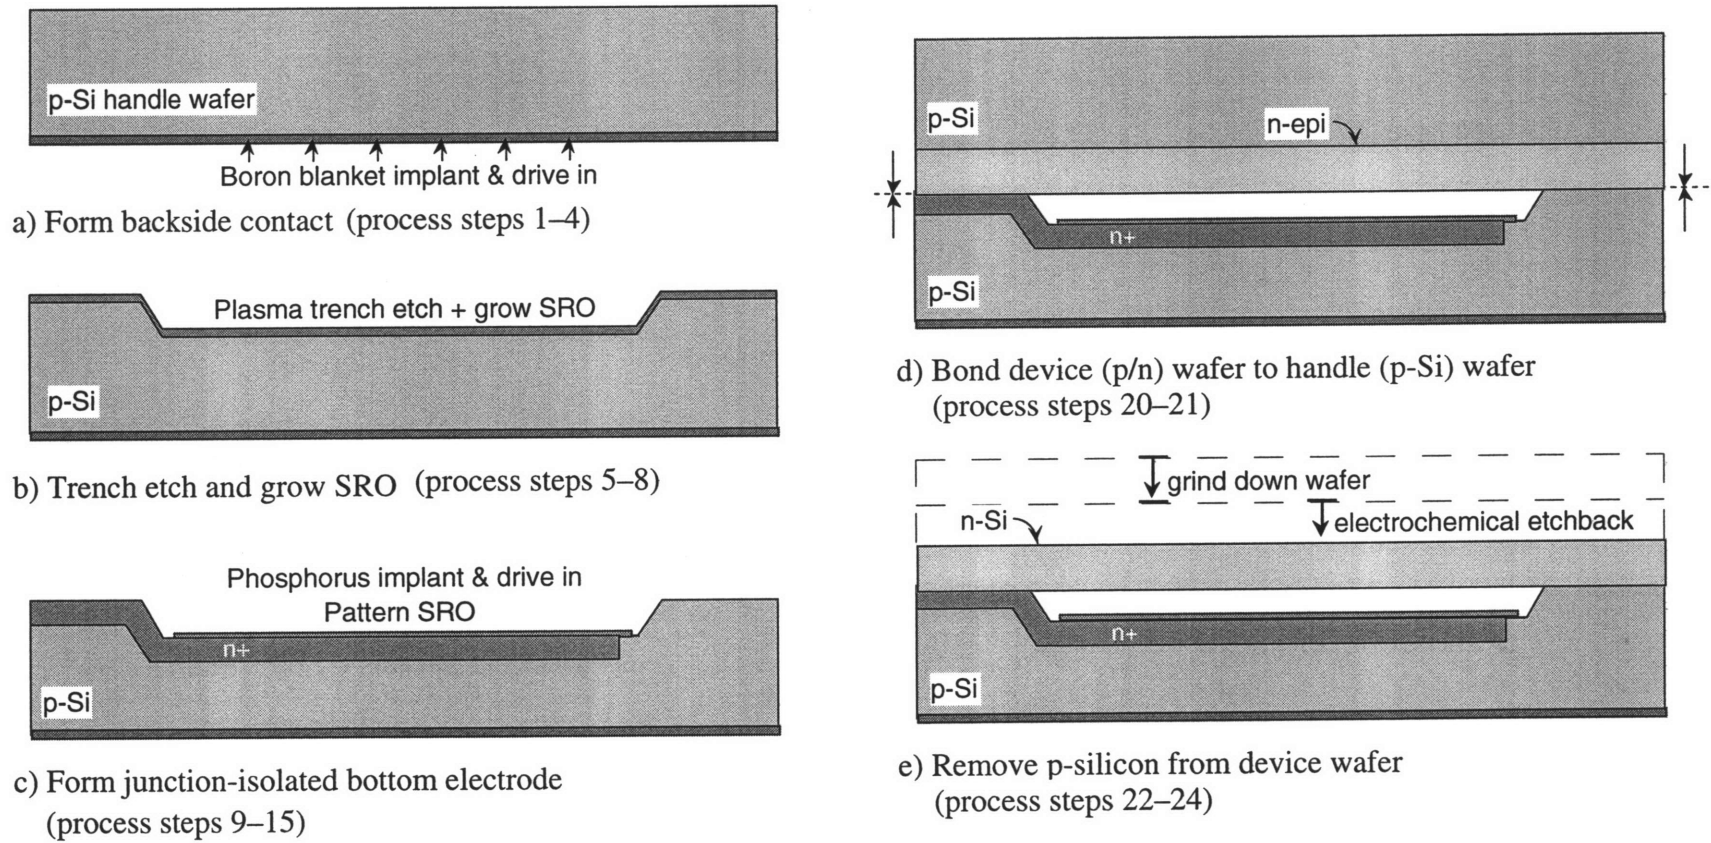 p-Si handle wafer
Boron blanket implant & drive in
a) Form backside contact (process steps 1–4)
Plasma trench etch + grow SRO
p-Si
b) Trench etch and grow SRO (process steps 5–8)
Phosphorus implant & drive in
Pattern SRO
n+
p-Si
c) Form junction-isolated bottom electrode
(process steps 9–15)
p-Si
n-epi
n+
p-Si
d) Bond device (p/n) wafer to handle (p-Si) wafer
(process steps 20–21)
grind down wafer
n-Si
electrochemical etchback
n+
p-Si
e) Remove p-silicon from device wafer
(process steps 22–24)